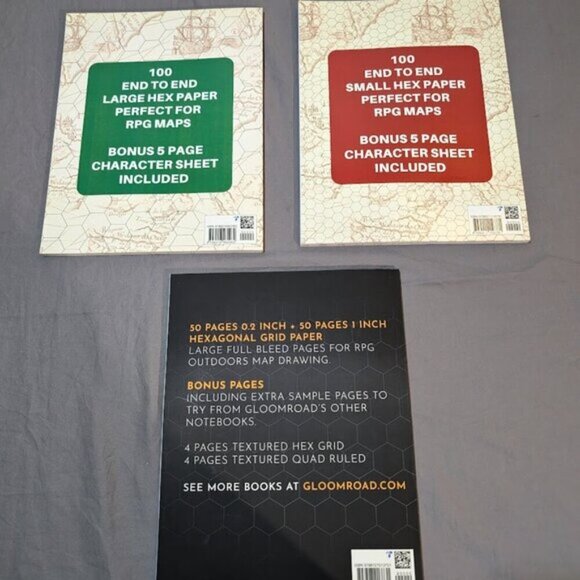 100
END TO END
LARGE HEX PAPER
PERFECT FOR
RPG MAPS
BONUS 5 PAGE
CHARACTER SHEET
INCLUDED
100
END TO END
SMALL HEX PAPER
PERFECT FOR
RPG MAPS
BONUS 5 PAGE
CHARACTER SHEET
INCLUDED
50 PAGES 0.2 INCH + 50 PAGES 1 INCH
HEXAGONAL GRID PAPER
LARGE FULL BLEED PAGES FOR RPG
OUTDOORS MAP DRAWING.
BONUS PAGES
INCLUDING EXTRA SAMPLE PAGES TO
TRY FROM GLOOMROAD'S OTHER
NOTEBOOKS.
4 PAGES TEXTURED HEX GRID
4 PAGES TEXTURED QUAD RULED
SEE MORE BOOKS AT GLOOMROAD.COM